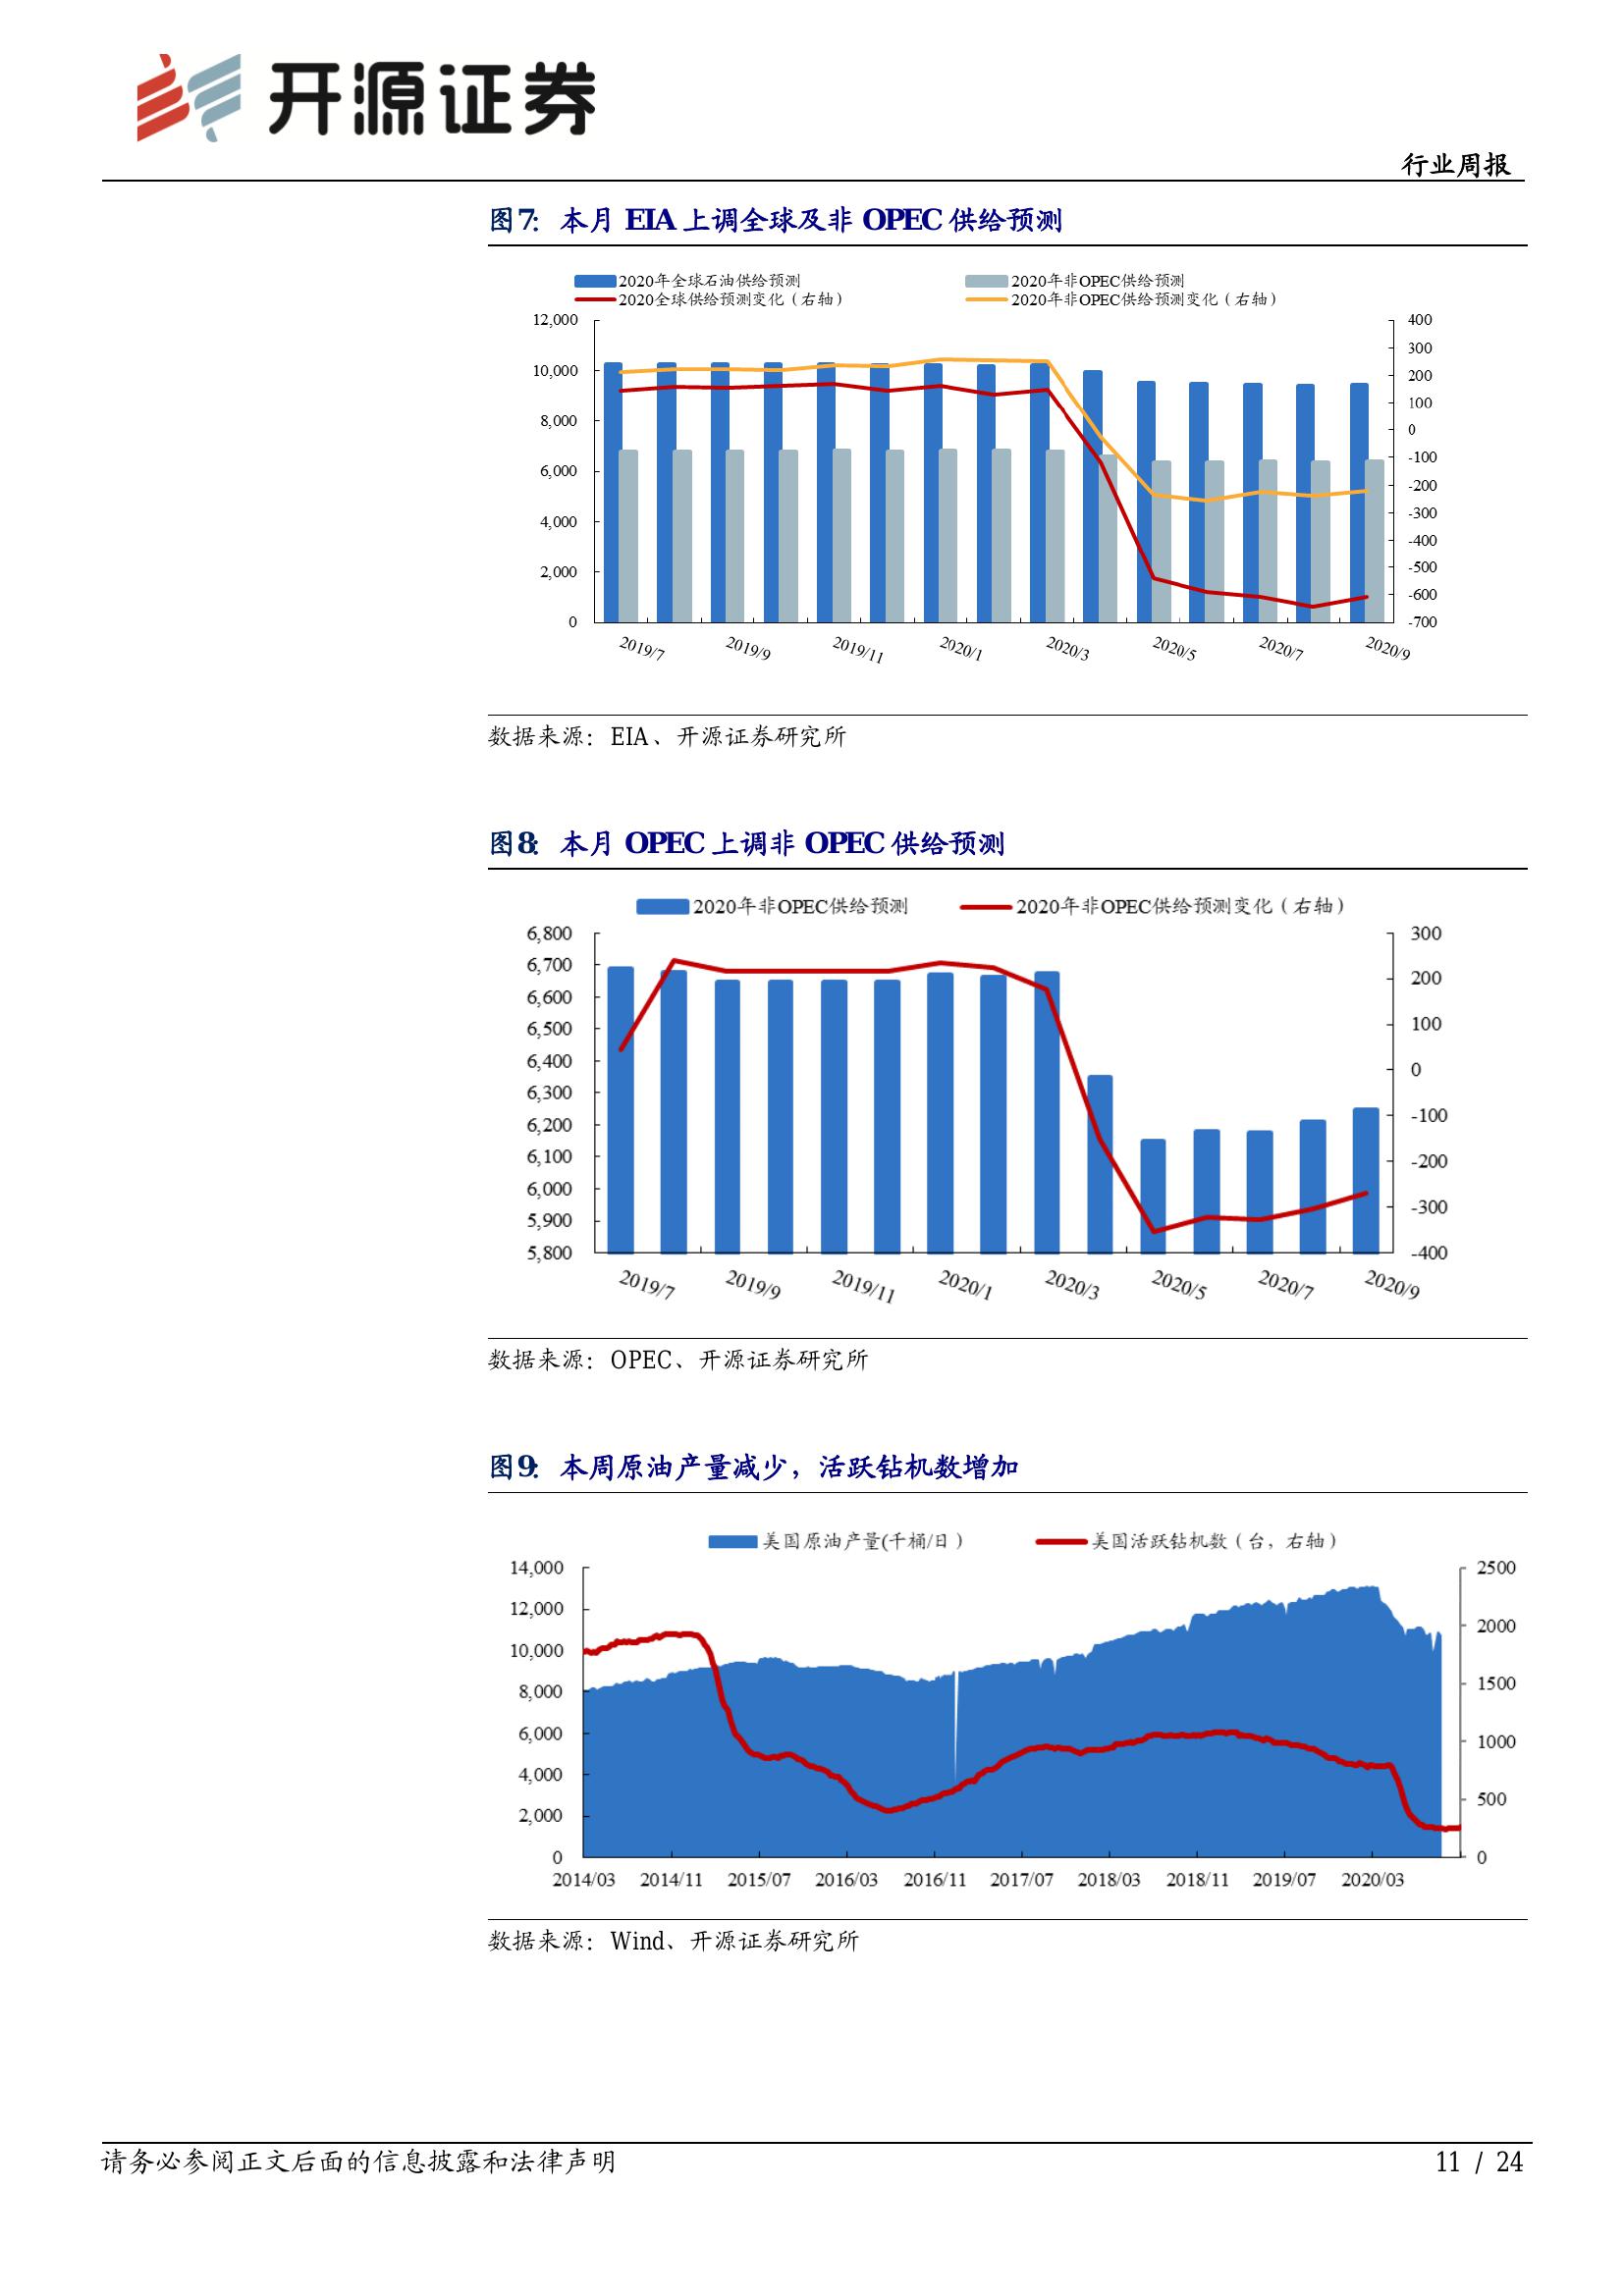 开源证券
行业周报
图7: 本月 EIA 上调全球及非 OPEC 供给预测
2020年全球石油供给预测 2020年非OPEC供给预测
2020全球供给预测变化（右轴） 2020年非OPEC供给预测变化（右轴）
12,000 400
300
10,000 200
100
8,000 0
6,000 -100
-200
4,000 -300
-400
2,000 -500
-600
0 -700
2019/7 2019/9 2019/11 2020/1 2020/3 2020/5 2020/7 2020/9
数据来源：EIA、开源证券研究所
图8: 本月 OPEC 上调非 OPEC 供给预测
2020年非OPEC供给预测 2020年非OPEC供给预测变化（右轴）
6,800 300
6,700 200
6,600
6,500 100
6,400 0
6,300
6,200 -100
6,100 -200
6,000
5,900 -300
5,800 -400
2019/7 2019/9 2019/11 2020/1 2020/3 2020/5 2020/7 2020/9
数据来源：OPEC、开源证券研究所
图9: 本周原油产量减少，活跃钻机数增加
美国原油产量(千桶/日） 美国活跃钻机数（台，右轴）
14,000 2500
12,000 2000
10,000
8,000 1500
6,000 1000
4,000
2,000 500
0 0
2014/03 2014/11 2015/07 2016/03 2016/11 2017/07 2018/03 2018/11 2019/07 2020/03
数据来源：Wind、开源证券研究所
请务必参阅正文后面的信息披露和法律声明 11 / 24